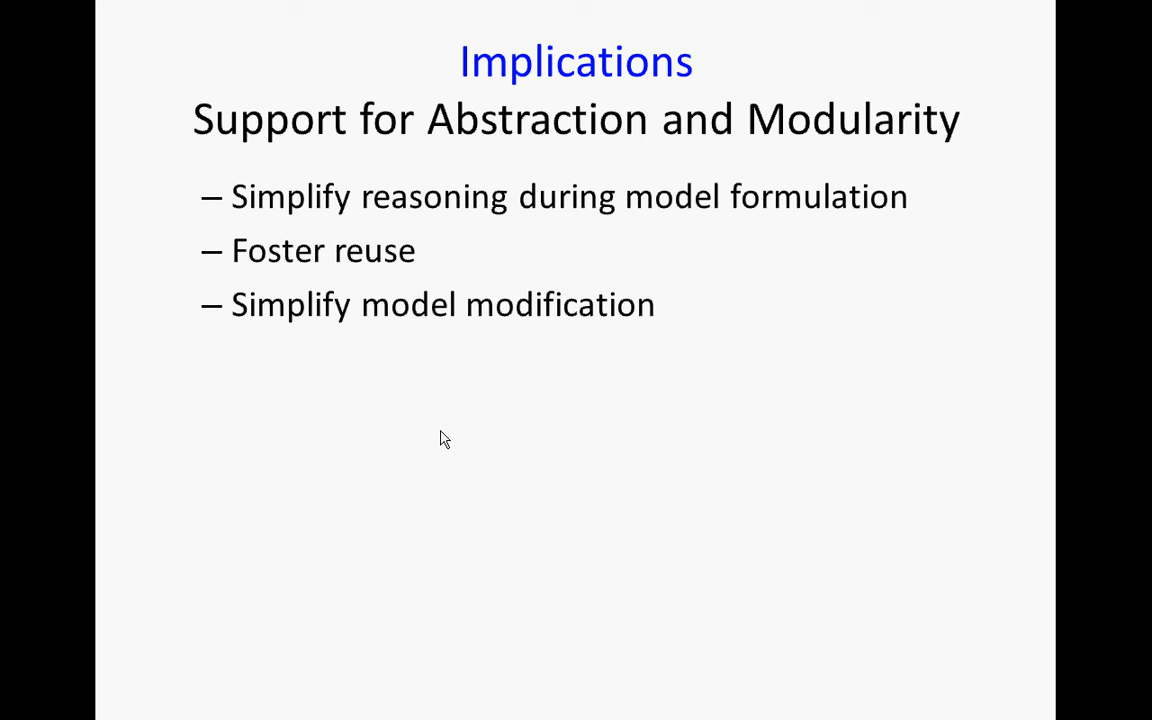 Implications
Support for Abstraction and Modularity
– Simplify reasoning during model formulation
– Foster reuse
– Simplify model modification